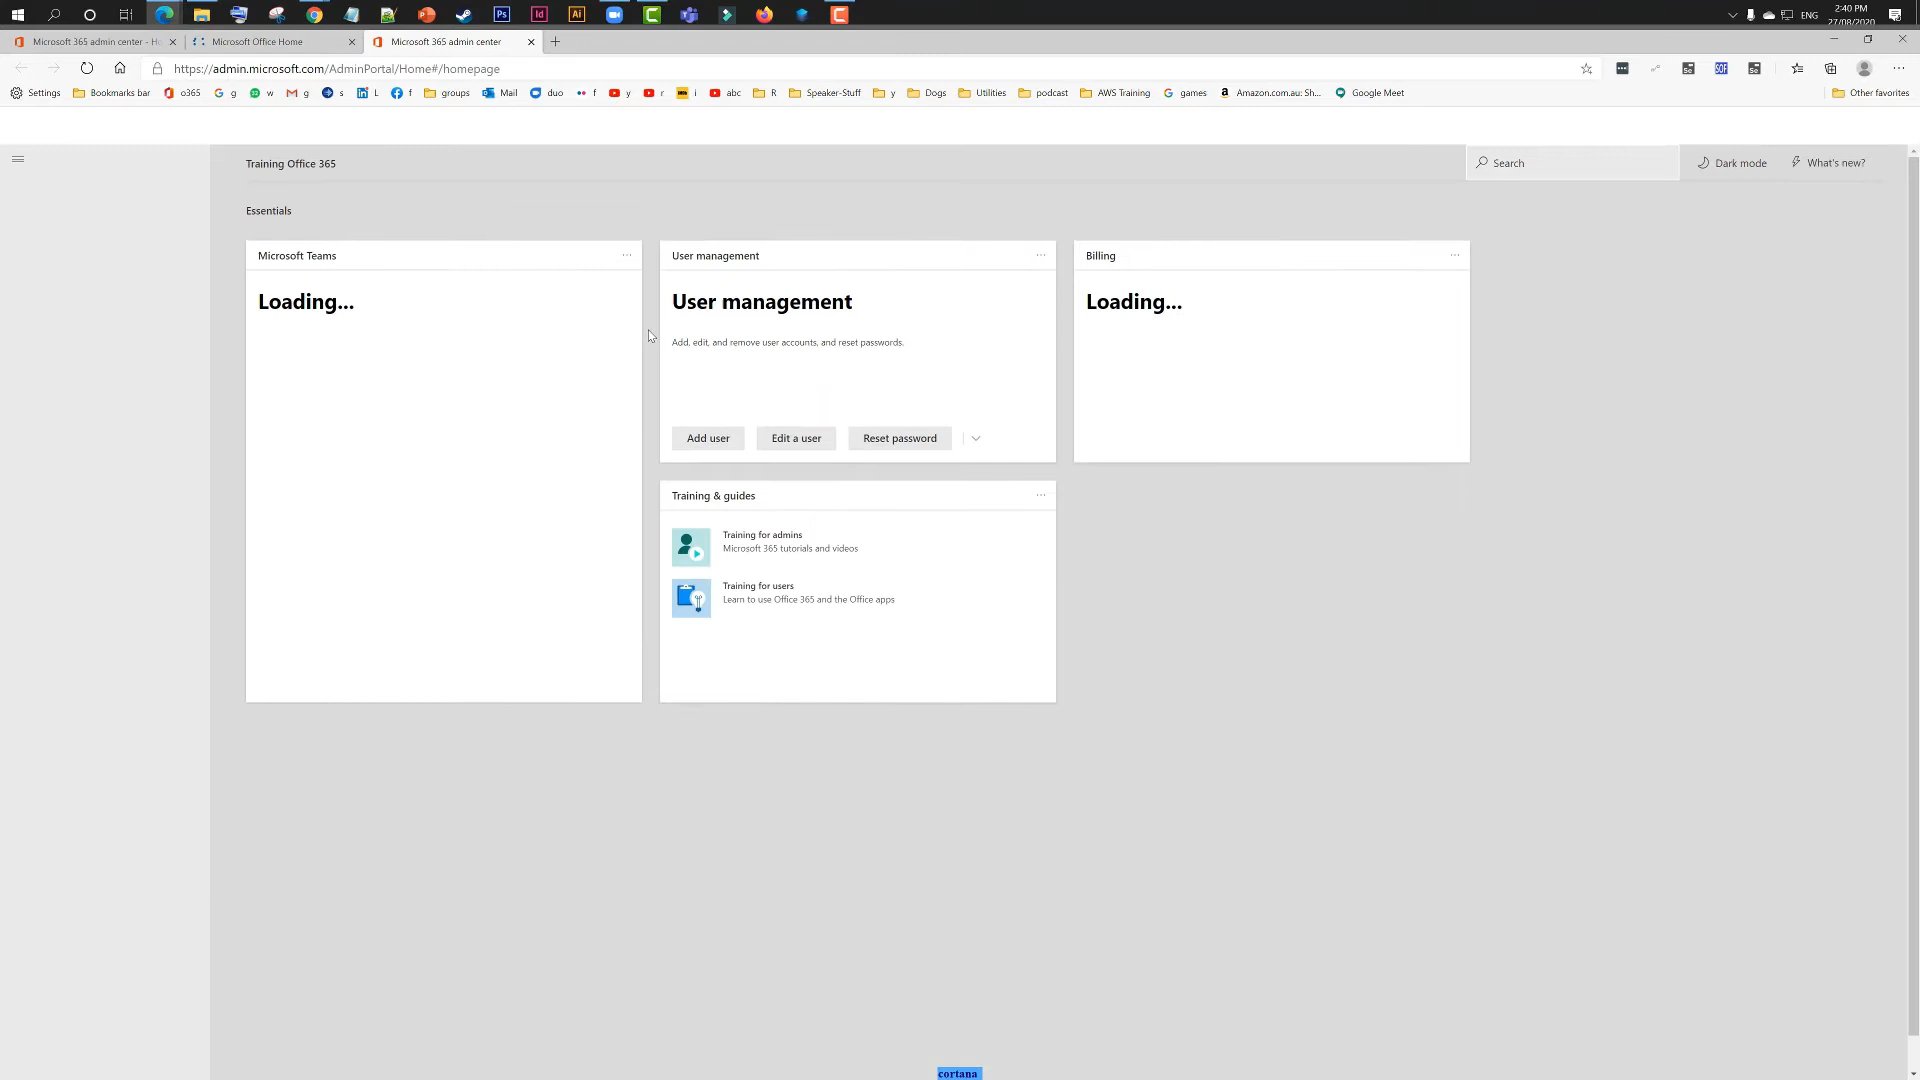 ENG
2:40 PM
27/08/2020
Microsoft 365 admin center - Ho
Microsoft Office Home
Microsoft 365 admin center
https://admin.microsoft.com/AdminPortal/Home#/homepage
Settings
Bookmarks bar
o365
g
w
g
s
L
f
groups
Mail
duo
f
y
r
i
abc
R
Speaker-Stuff
y
Dogs
Utilities
podcast
AWS Training
games
Amazon.com.au: Sh...
Google Meet
Other favorites
Training Office 365
Search
Dark mode
What's new?
Essentials
Microsoft Teams
Loading...
User management
User management
Add, edit, and remove user accounts, and reset passwords.
Add user
Edit a user
Reset password
Billing
Loading...
Training & guides
Training for admins
Microsoft 365 tutorials and videos
Training for users
Learn to use Office 365 and the Office apps
cortana